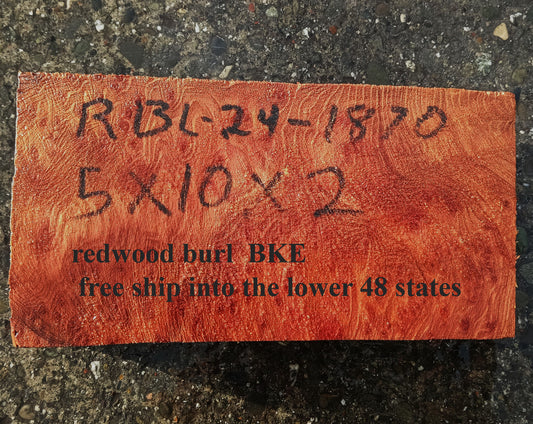 RBL-24-1870
5x10x2
redwood burl BKE
free ship into the lower 48 states